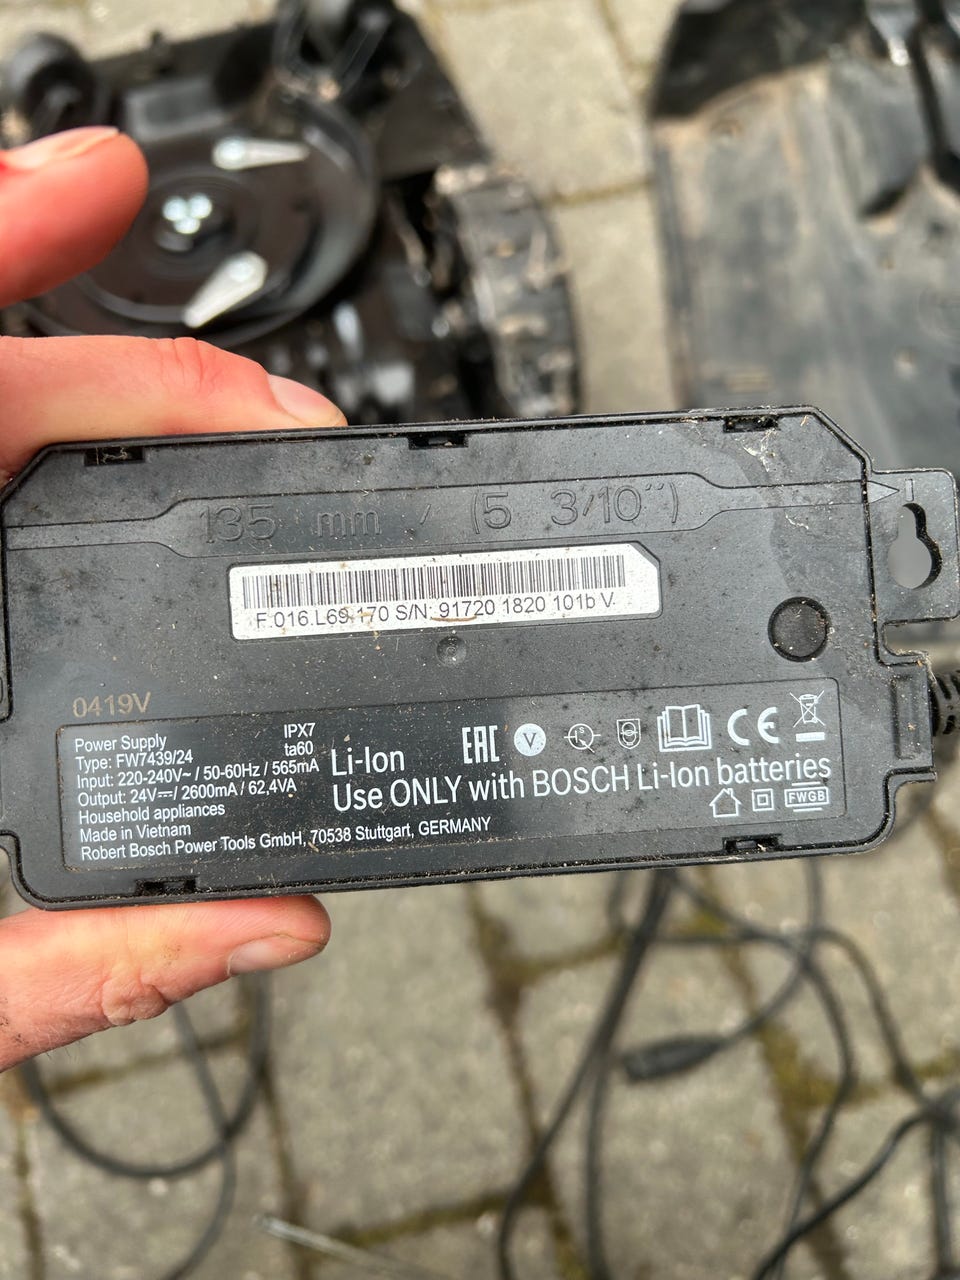 135 mm / (5 3/10")
F.016.L69.170 S/N: 91720 1820 101b V
0419V
Power Supply IPX7
Type: FW7439/24 ta60
Input: 220-240V~ / 50-60Hz / 565mA
Output: 24V⎓/ 2600mA / 62,4VA
Household appliances
Made in Vietnam
Robert Bosch Power Tools GmbH, 70538 Stuttgart, GERMANY
Li-Ion
Use ONLY with BOSCH Li-Ion batteries
EAC V S CE
FWGB